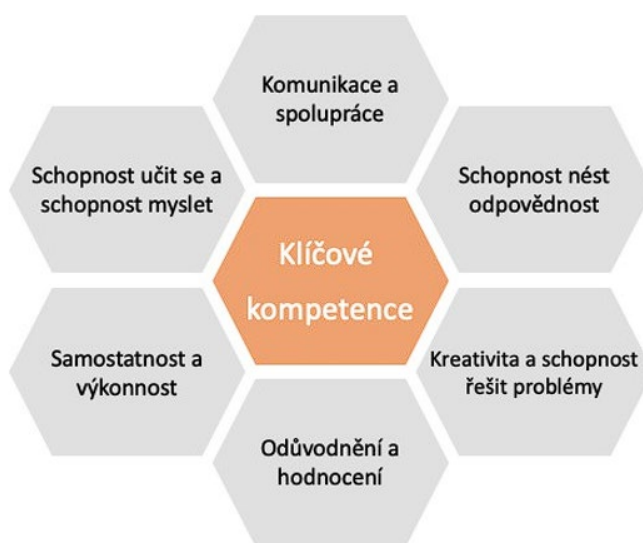 Komunikace a
spolupráce
Schopnost učit se a
schopnost myslet
Schopnost nést
odpovědnost
Klíčové
kompetence
Samostatnost a
výkonnost
Kreativita a schopnost
řešit problémy
Odůvodnění a
hodnocení